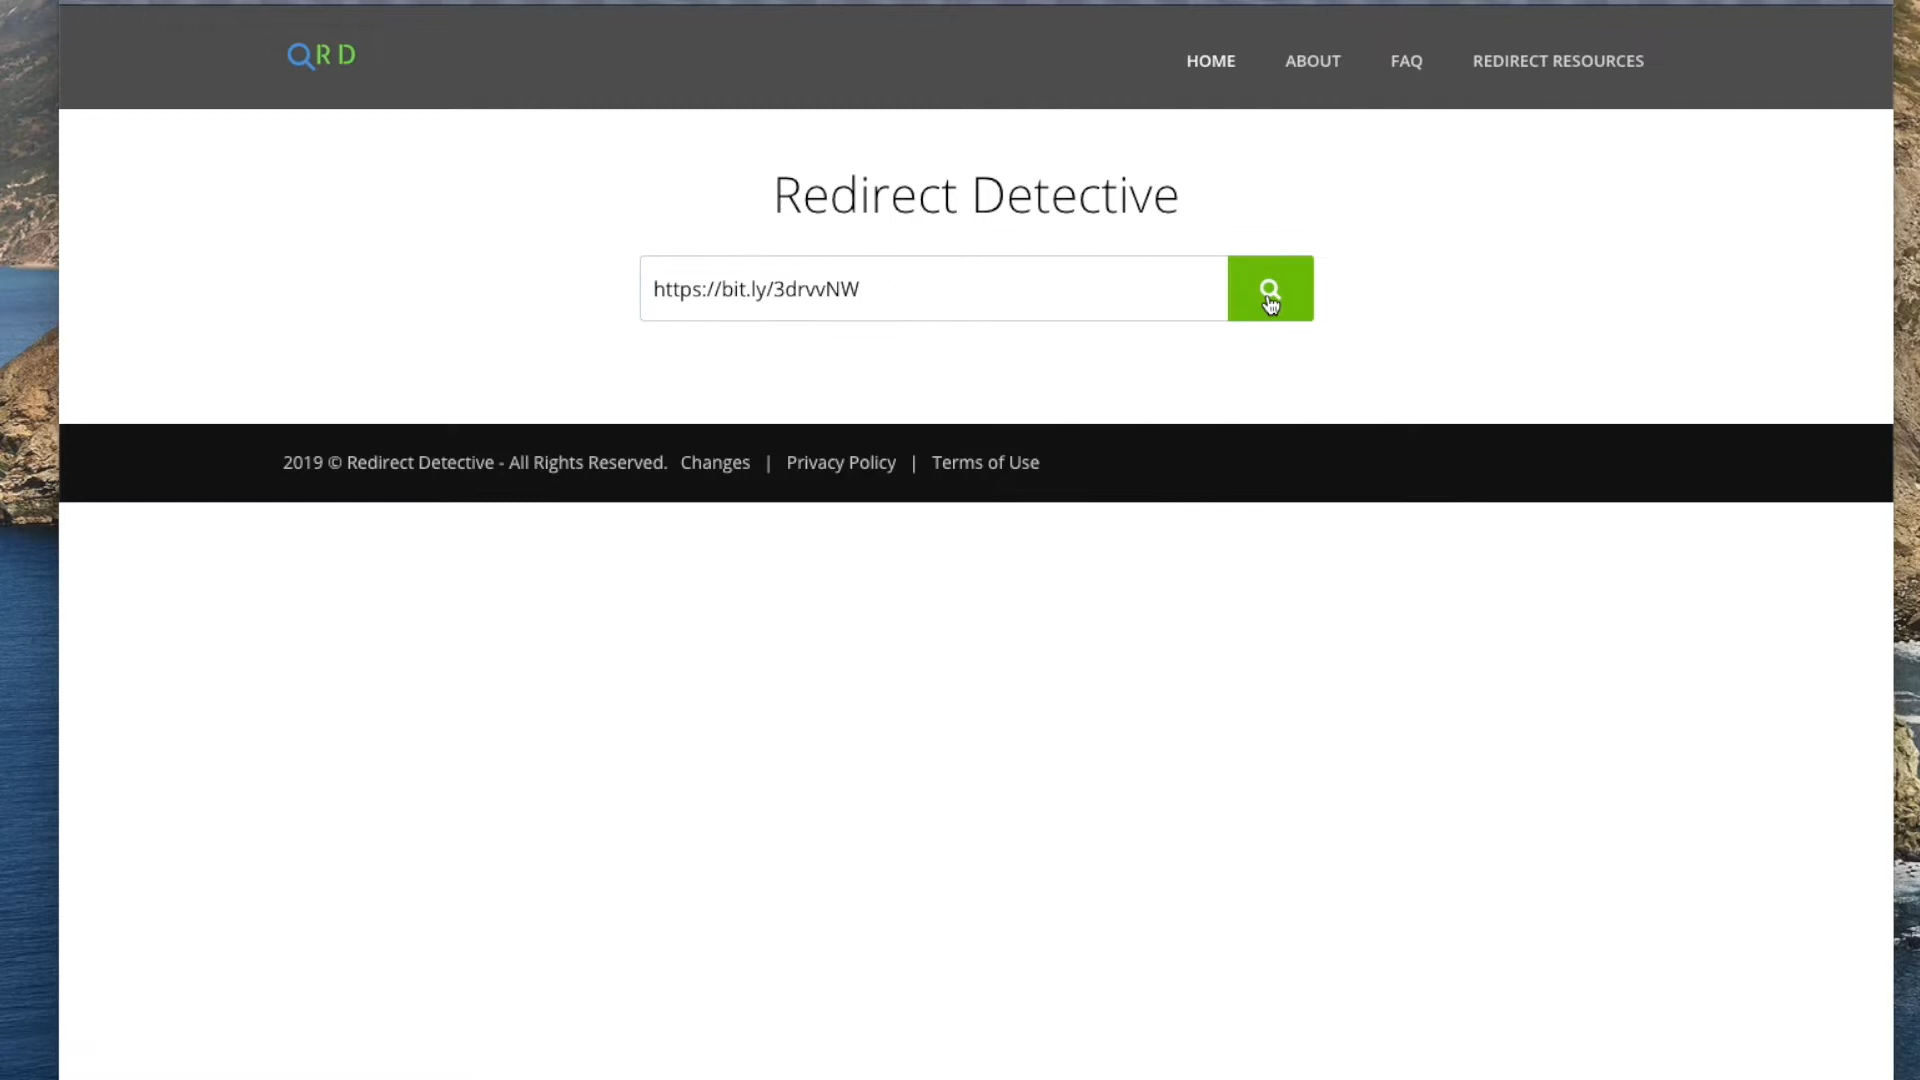 R D
HOME ABOUT FAQ REDIRECT RESOURCES
Redirect Detective
https://bit.ly/3drvvNW
2019 © Redirect Detective - All Rights Reserved. Changes | Privacy Policy | Terms of Use